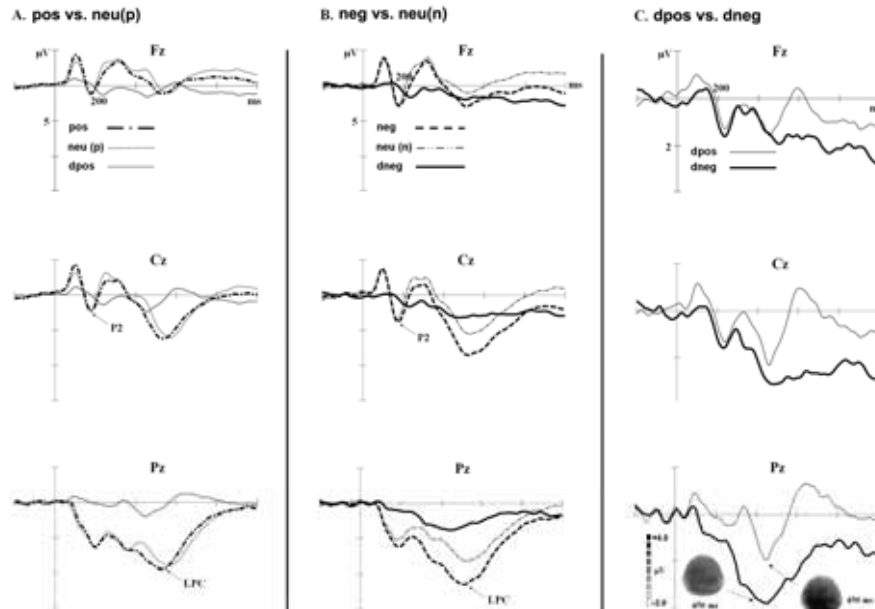 A. pos vs. neu(p)
Fz
μV
200
ms
5
pos
neu (p)
dpos
Cz
P2
Pz
LPC
B. neg vs. neu(n)
Fz
200
ms
neg
neu (n)
dneg
Cz
P2
Pz
LPC
C. dpos vs. dneg
Fz
μV
200
2
dpos
dneg
Cz
Pz
μV